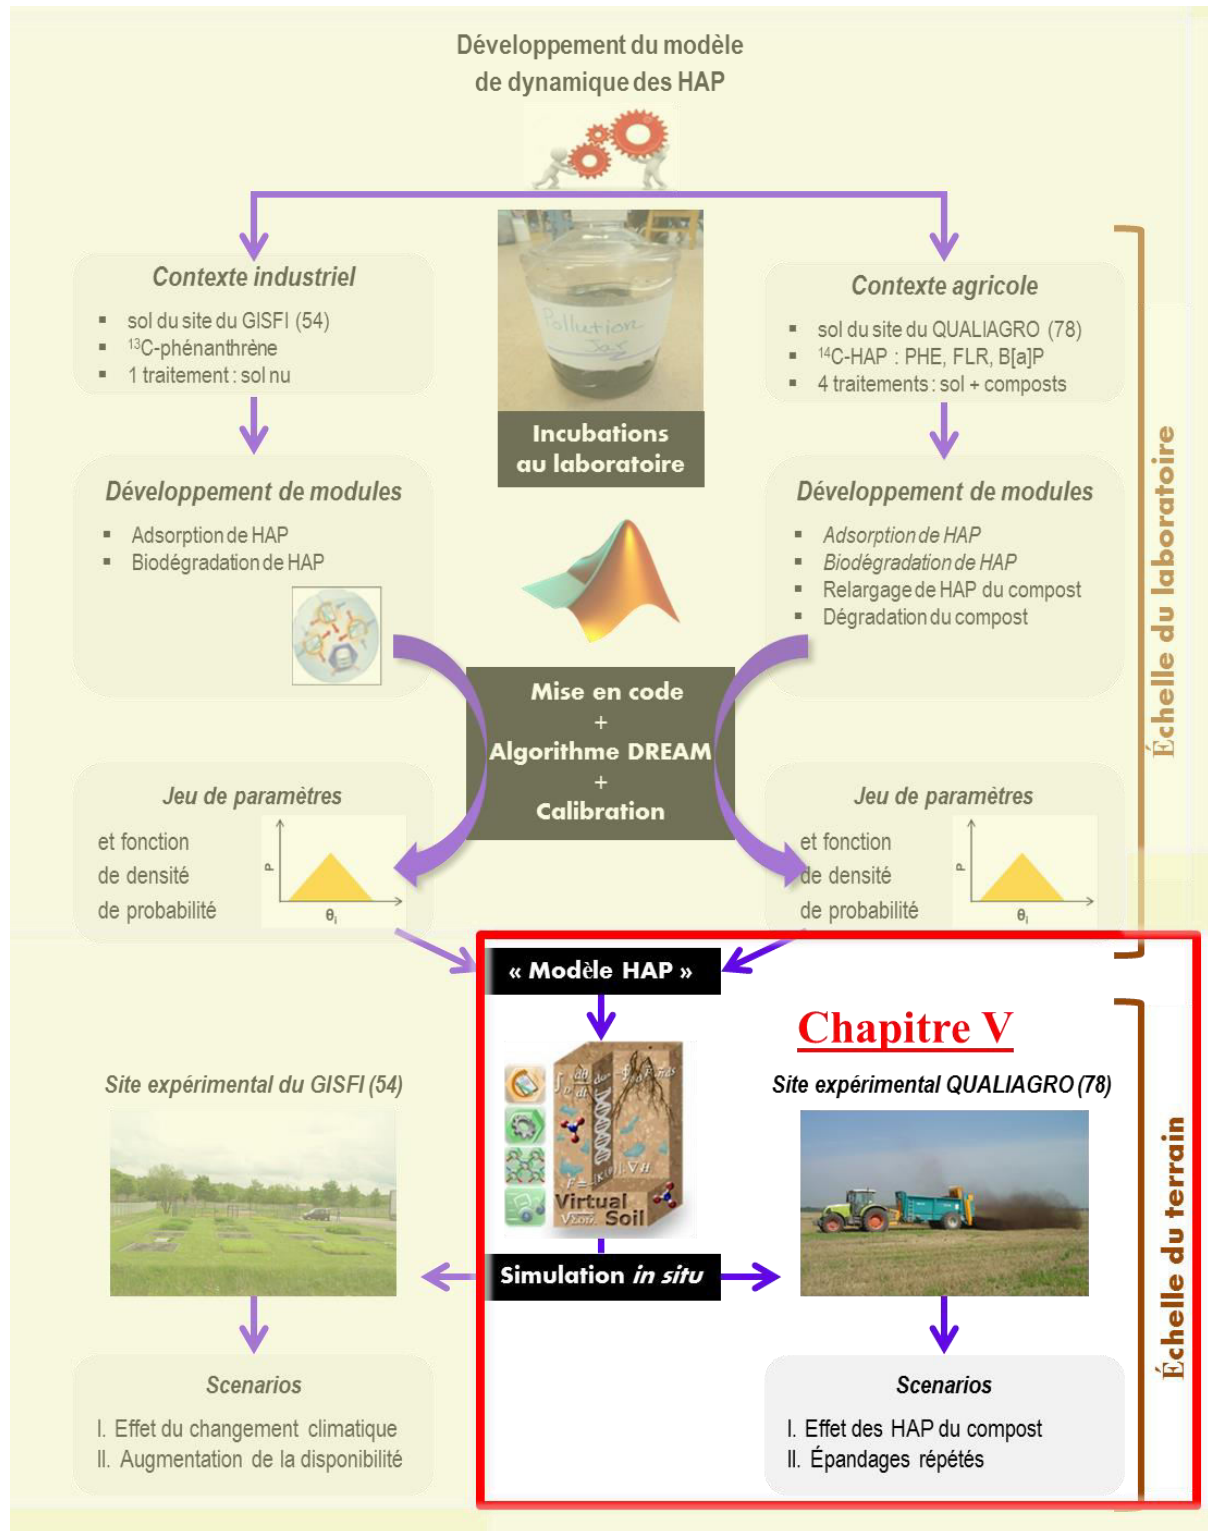 Développement du modèle
de dynamique des HAP
Contexte industriel
▪ sol du site du GISFI (54)
▪ ¹³C-phénanthrène
▪ 1 traitement : sol nu
Pollution
Jar
Incubations
au laboratoire
Contexte agricole
▪ sol du site du QUALIAGRO (78)
▪ ¹⁴C-HAP : PHE, FLR, B[a]P
▪ 4 traitements : sol + composts
Échelle du laboratoire
Développement de modules
▪ Adsorption de HAP
▪ Biodégradation de HAP
Développement de modules
▪ Adsorption de HAP
▪ Biodégradation de HAP
▪ Relargage de HAP du compost
▪ Dégradation du compost
Mise en code
+
Algorithme DREAM
+
Calibration
Jeu de paramètres
et fonction
de densité
de probabilité
P
θi
Jeu de paramètres
et fonction
de densité
de probabilité
P
θi
« Modèle HAP »
Chapitre V
Site expérimental du GISFI (54)
Virtual
Soil
VSoil
Site expérimental QUALIAGRO (78)
Échelle du terrain
Simulation in situ
Scenarios
I. Effet du changement climatique
II. Augmentation de la disponibilité
Scenarios
I. Effet des HAP du compost
II. Épandages répétés